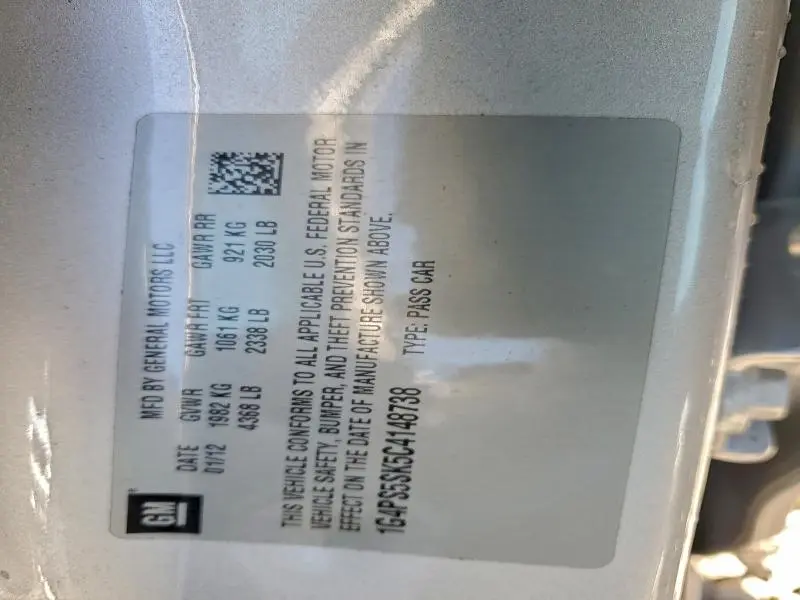 GM
MFD BY GENERAL MOTORS LLC
DATE GVWR GAWR FRT GAWR RR
01/12 1982 KG 1061 KG 921 KG
4368 LB 2338 LB 2030 LB
THIS VEHICLE CONFORMS TO ALL APPLICABLE U.S. FEDERAL MOTOR
VEHICLE SAFETY, BUMPER, AND THEFT PREVENTION STANDARDS IN
EFFECT ON THE DATE OF MANUFACTURE SHOWN ABOVE.
1G4PS5SK5C4148738 TYPE: PASS CAR